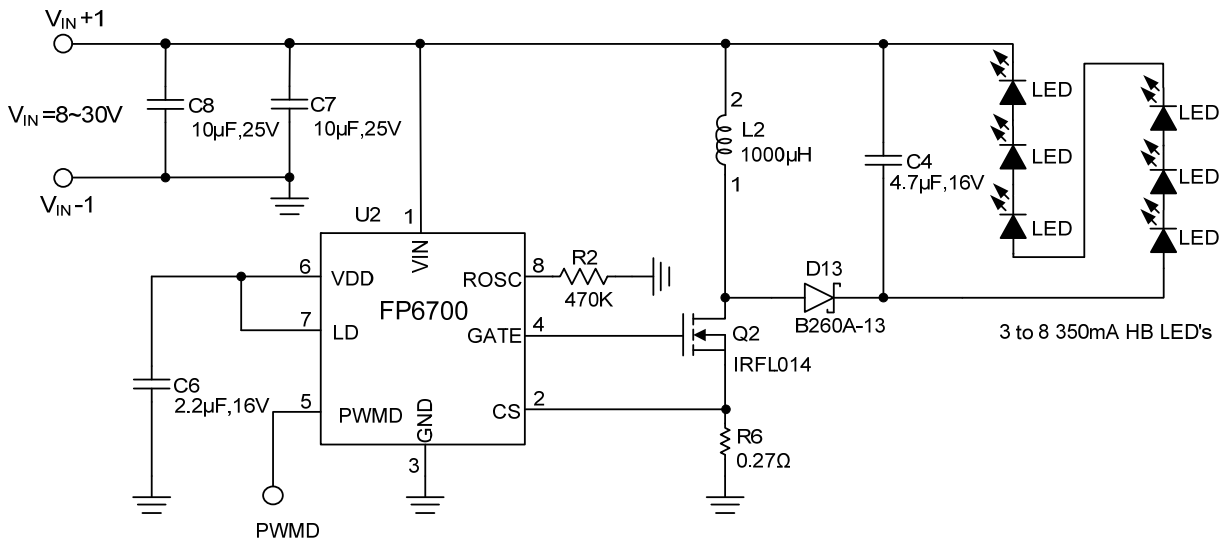 VIN+1
VIN=8~30V
VIN-1
C8
10µF,25V
C7
10µF,25V
U2
1
VIN
2
L2
1000µH
1
C4
4.7µF,16V
LED
LED
LED
LED
LED
LED
6
VDD
7
LD
FP6700
ROSC
8
R2
470K
GATE
4
Q2
IRFL014
D13
B260A-13
3 to 8 350mA HB LED's
C6
2.2µF,16V
5
PWMD
GND
3
CS
2
R6
0.27Ω
PWMD